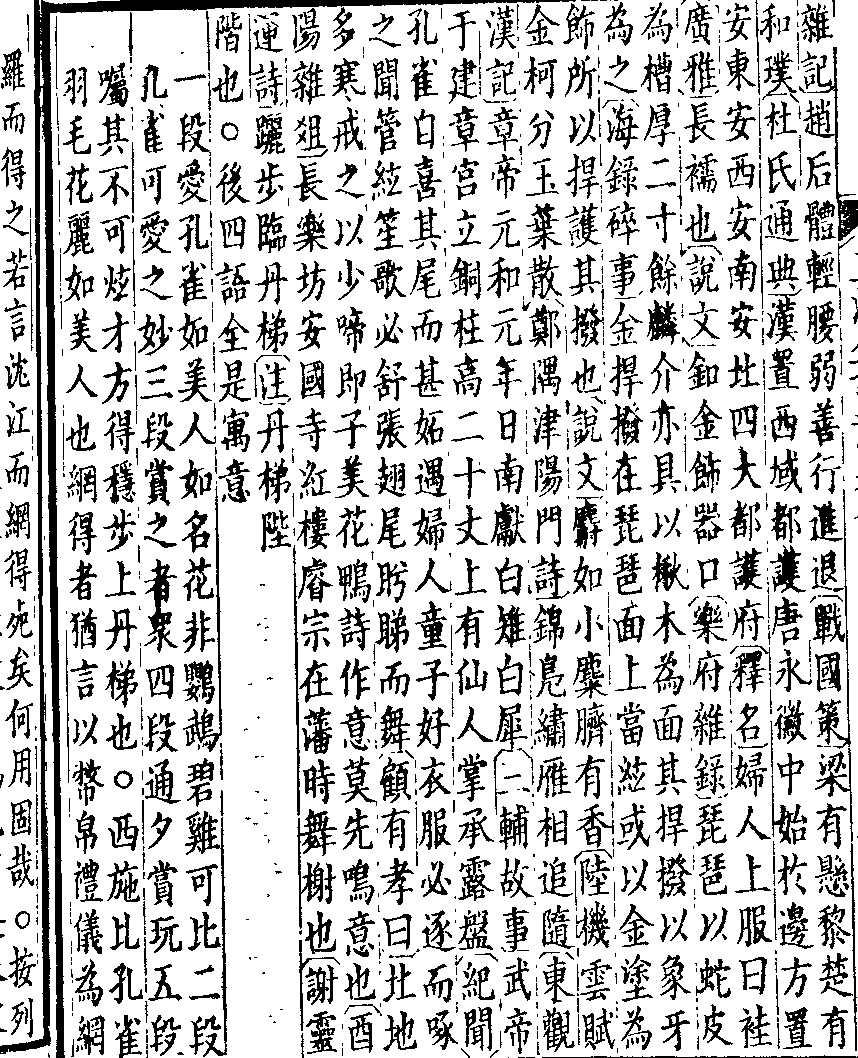 雜記趙后體輕腰弱善行進退戰國策梁有懸黎楚有
和璞杜氏通典漢置西域都護唐永徽中始於邊方置
安東安西安南安北四大都護府釋名婦人上服曰袿
廣雅長襦也說文釦金飾器口樂府雜錄琵琶以蛇皮
為槽厚二寸餘鱗介亦具以楸木為面其捍撥以象牙
為之海錄碎事金捍撥在琵琶面上當絃或以金塗為
飾所以捍護其撥也說文麝如小麋臍有香陸機雲賦
金柯分玉葉散鄭隅津陽門詩錦鳧繡雁相追隨東觀
漢記章帝元和元年日南獻白雉白犀三輔故事武帝
于建章宮立銅柱高二十丈上有仙人掌承露盤紀聞
孔雀自喜其尾而甚妬遇婦人童子好衣服必逐而啄
之聞管絃笙歌必舒張翅尾盻睇而舞顧有孝曰北地
多寒戒之以少啼即子美花鴨詩作意莫先鳴意也酉
陽雜俎長樂坊安國寺紅樓睿宗在藩時舞榭也謝靈
運詩躧步臨丹梯注丹梯陛
階也○後四語全是寓意
一段愛孔雀如美人如名花非鸚鵡碧雞可比二段
孔雀可愛之妙三段賞之者衆四段通夕賞玩五段
囑其不可炫才方得穩步上丹梯也○西施比孔雀
羽毛花麗如美人也網得者猶言以幣帛禮儀為網
羅而得之若言沈江而網得死矣何用固哉○按列